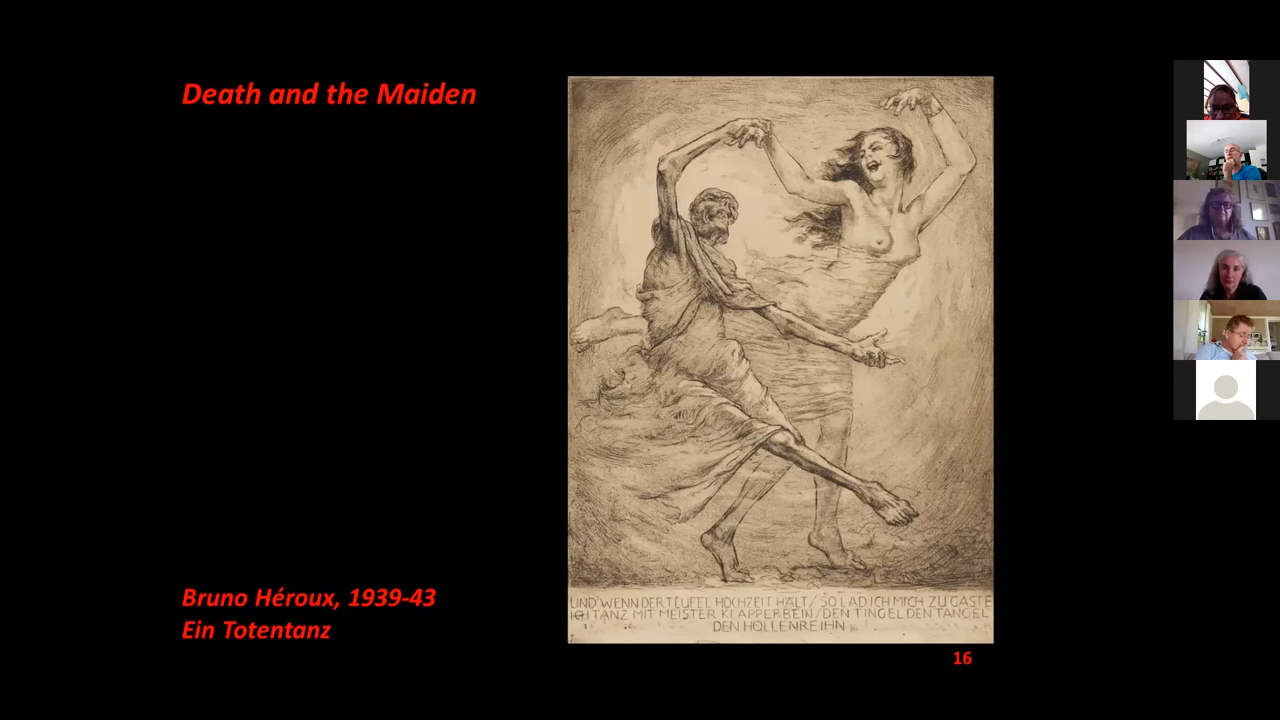 Death and the Maiden
UND WENN DER TEUFEL HOCHZEIT HÄLT / SO LAD ICH MICH ZU GASTE
ICH TANZ MIT MEISTER KLAPPERBEIN / DEN TINGEL DEN TANGEL
DEN HÖLLENREIHN
Bruno Héroux, 1939-43
Ein Totentanz
16